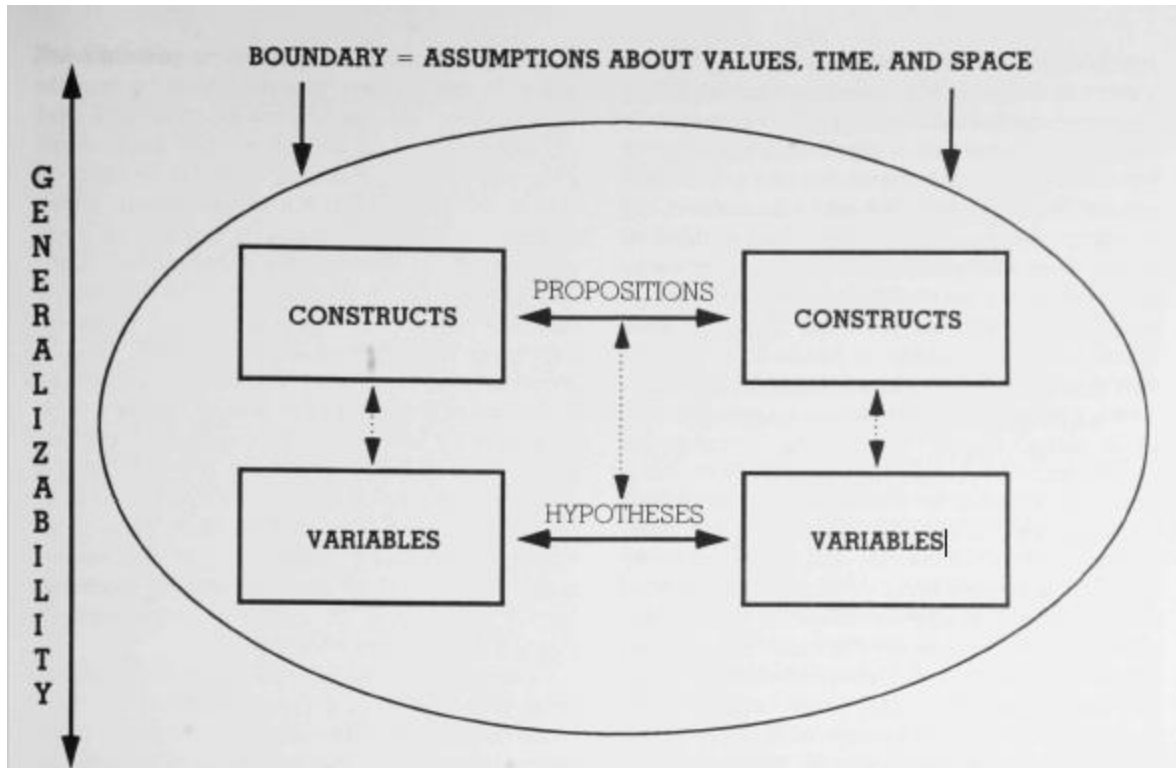 BOUNDARY = ASSUMPTIONS ABOUT VALUES, TIME, AND SPACE
GENERALIZABILITY
PROPOSITIONS
CONSTRUCTS
CONSTRUCTS
HYPOTHESES
VARIABLES
VARIABLES